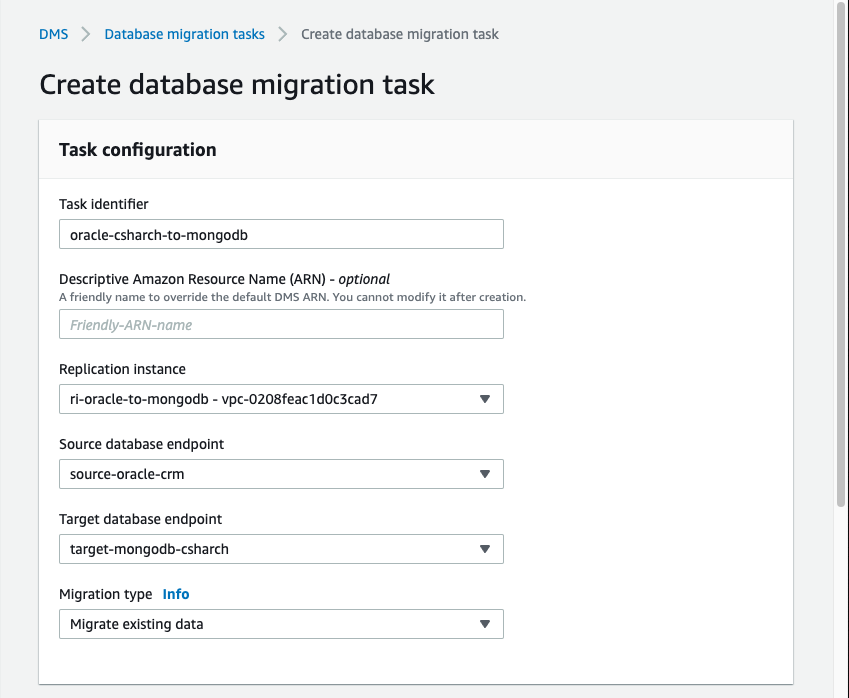 DMS > Database migration tasks > Create database migration task
Create database migration task
Task configuration
Task identifier
oracle-csharch-to-mongodb
Descriptive Amazon Resource Name (ARN) - optional
A friendly name to override the default DMS ARN. You cannot modify it after creation.
Friendly-ARN-name
Replication instance
ri-oracle-to-mongodb - vpc-0208feac1d0c3cad7
Source database endpoint
source-oracle-crm
Target database endpoint
target-mongodb-csharch
Migration type Info
Migrate existing data